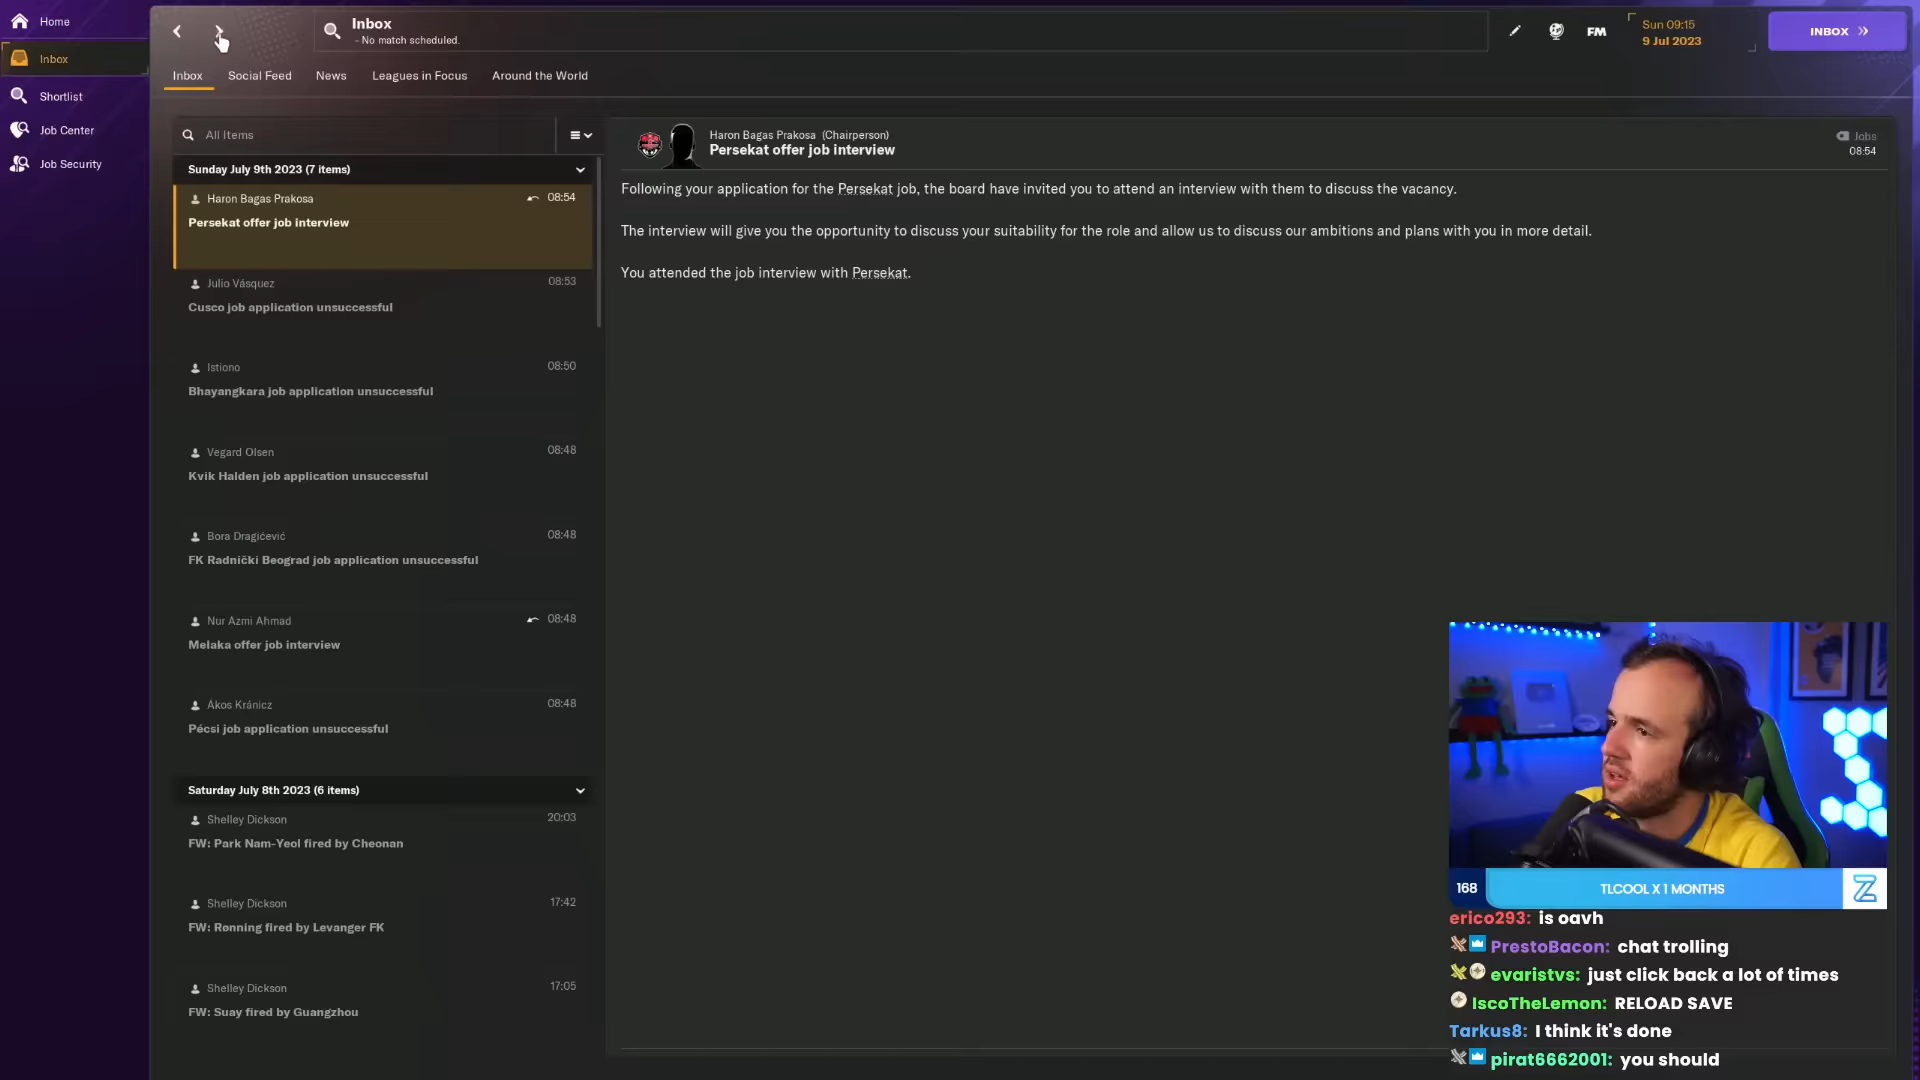 Home
Inbox
Shortlist
Job Center
Job Security
Inbox
- No match scheduled.
FM
Sun 09:15
9 Jul 2023
INBOX
Inbox
Social Feed
News
Leagues in Focus
Around the World
All Items
Sunday July 9th 2023 (7 items)
Haron Bagas Prakosa
08:54
Persekat offer job interview
Julio Vásquez
08:53
Cusco job application unsuccessful
Istiono
08:50
Bhayangkara job application unsuccessful
Vegard Olsen
08:48
Kvik Halden job application unsuccessful
Bora Dragićević
08:48
FK Radnički Beograd job application unsuccessful
Nur Azmi Ahmad
08:48
Melaka offer job interview
Ákos Kránicz
08:48
Pécsi job application unsuccessful
Saturday July 8th 2023 (6 items)
Shelley Dickson
20:03
FW: Park Nam-Yeol fired by Cheonan
Shelley Dickson
17:42
FW: Rønning fired by Levanger FK
Shelley Dickson
17:05
FW: Suay fired by Guangzhou
Haron Bagas Prakosa (Chairperson)
Persekat offer job interview
Jobs
08:54
Following your application for the Persekat job, the board have invited you to attend an interview with them to discuss the vacancy.
The interview will give you the opportunity to discuss your suitability for the role and allow us to discuss our ambitions and plans with you in more detail.
You attended the job interview with Persekat.
168
TLCOOL X 1 MONTHS
erico293: is oavh
PrestoBacon: chat trolling
evaristvs: just click back a lot of times
IscoTheLemon: RELOAD SAVE
Tarkus8: I think it's done
pirat6662001: you should